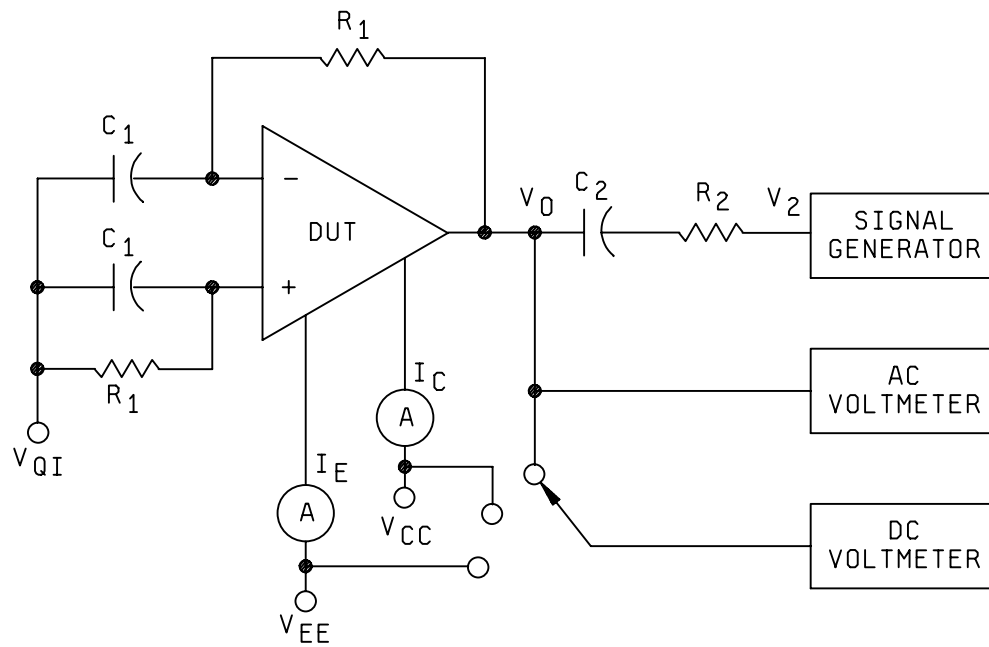 R1
C1
-
DUT
VO
C2
R2
V2
SIGNAL
GENERATOR
C1
+
R1
IC
A
AC
VOLTMETER
VQI
IE
A
VCC
DC
VOLTMETER
VEE